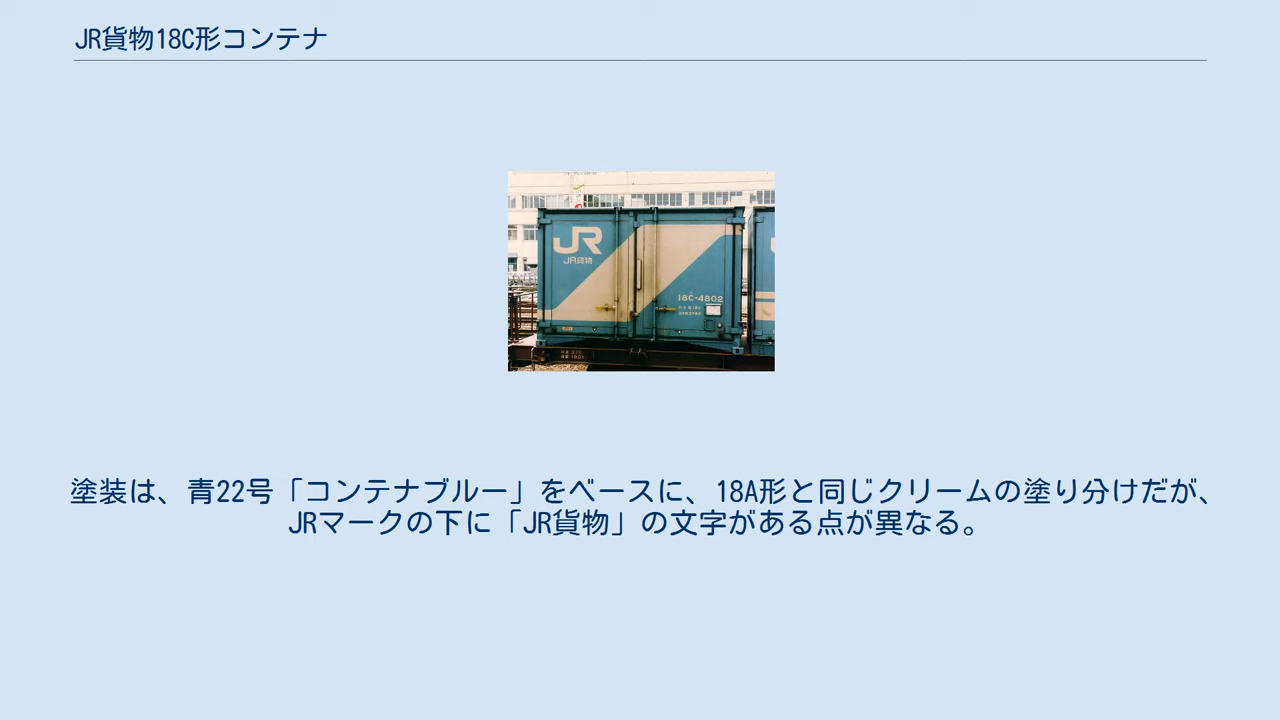 JR貨物18C形コンテナ
JR
JR貨物
18C-4802
塗装は、青22号「コンテナブルー」をベースに、18A形と同じクリームの塗り分けだが、
JRマークの下に「JR貨物」の文字がある点が異なる。